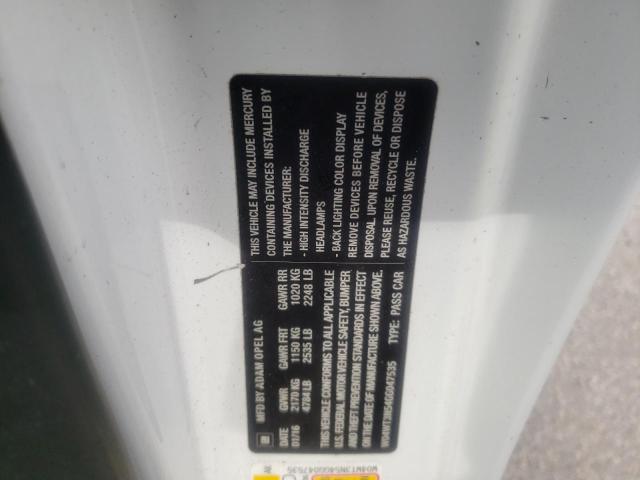 MFD BY ADAM OPEL AG
DATE GVWR GAWR FRT GAWR RR
01/16 2170 KG 1150 KG 1020 KG
4784 LB 2535 LB 2248 LB
THIS VEHICLE CONFORMS TO ALL APPLICABLE
U.S. FEDERAL MOTOR VEHICLE SAFETY, BUMPER
AND THEFT PREVENTION STANDARDS IN EFFECT
ON THE DATE OF MANUFACTURE SHOWN ABOVE.
W04WT3N54GG047535 TYPE: PASS CAR
THIS VEHICLE MAY INCLUDE MERCURY
CONTAINING DEVICES INSTALLED BY
THE MANUFACTURER:
- HIGH INTENSITY DISCHARGE
HEADLAMPS
- BACK LIGHTING COLOR DISPLAY
REMOVE DEVICES BEFORE VEHICLE
DISPOSAL UPON REMOVAL OF DEVICES,
PLEASE REUSE, RECYCLE OR DISPOSE
AS HAZARDOUS WASTE.
W04WT3N54GG047535